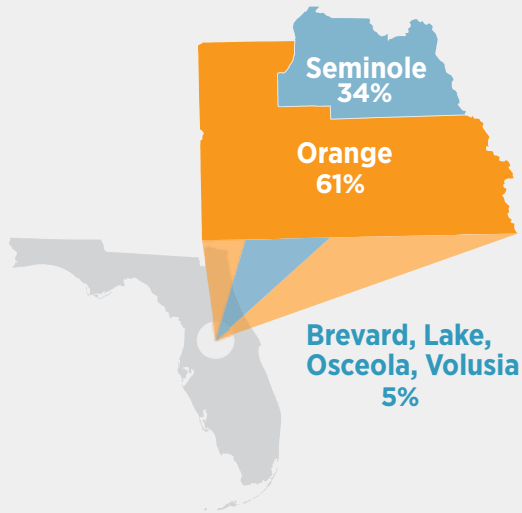 Seminole
34%
Orange
61%
Brevard, Lake,
Osceola, Volusia
5%